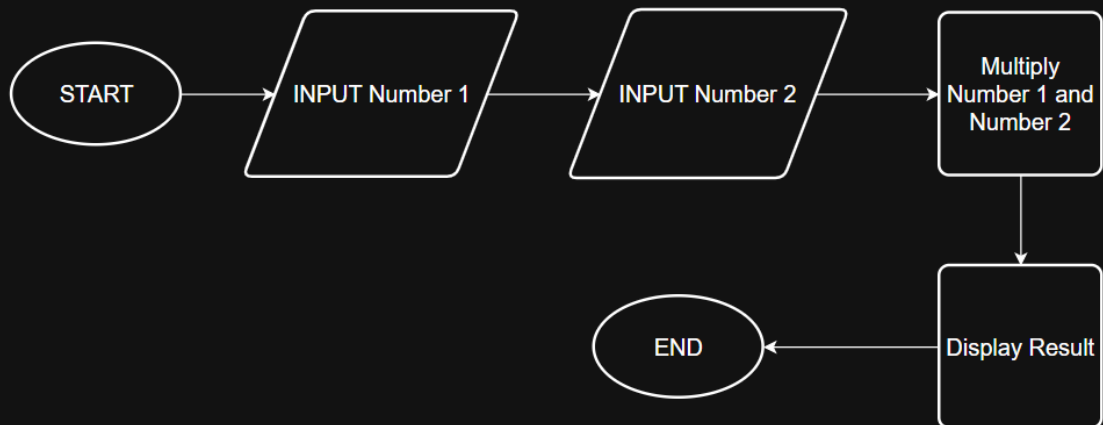 START
INPUT Number 1
INPUT Number 2
Multiply
Number 1 and
Number 2
Display Result
END